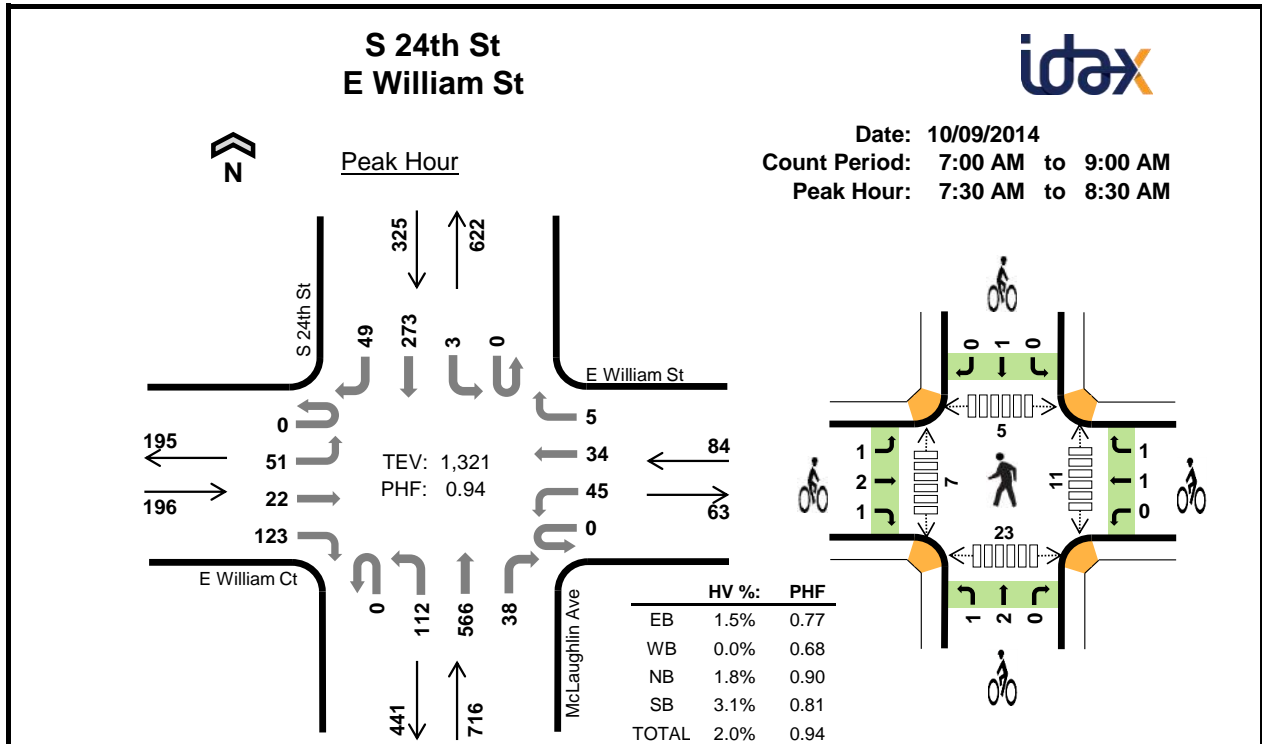 S 24th St
E William St
idax
N
Peak Hour
Date: 10/09/2014
Count Period: 7:00 AM to 9:00 AM
Peak Hour: 7:30 AM to 8:30 AM
325
622
S 24th St
49
273
3
0
E William St
0
51
22
123
195
196
TEV: 1,321
PHF: 0.94
5
34
45
0
84
63
E William Ct
0
112
566
38
McLaughlin Ave
441
716
HV %: PHF
EB 1.5% 0.77
WB 0.0% 0.68
NB 1.8% 0.90
SB 3.1% 0.81
TOTAL 2.0% 0.94
0 1 0
5
1
2
1
7
11
1
1
0
23
1 2 0